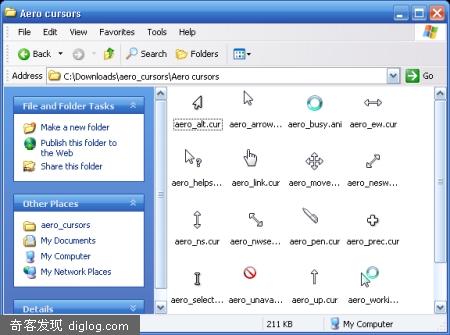 Aero cursors
File Edit View Favorites Tools Help
Back Search Folders
Address C:\Downloads\aero_cursors\Aero cursors Go
File and Folder Tasks
Make a new folder
Publish this folder to the Web
Share this folder
Other Places
aero_cursors
My Documents
My Computer
My Network Places
Details
aero_alt.cur aero_arrow... aero_busy.ani aero_ew.cur
aero_helps... aero_link.cur aero_move... aero_nesw...
aero_ns.cur aero_nwse... aero_pen.cur aero_prec.cur
aero_select... aero_unava... aero_up.cur aero_worki...
211 KB My Computer
奇客发现 diglog.com